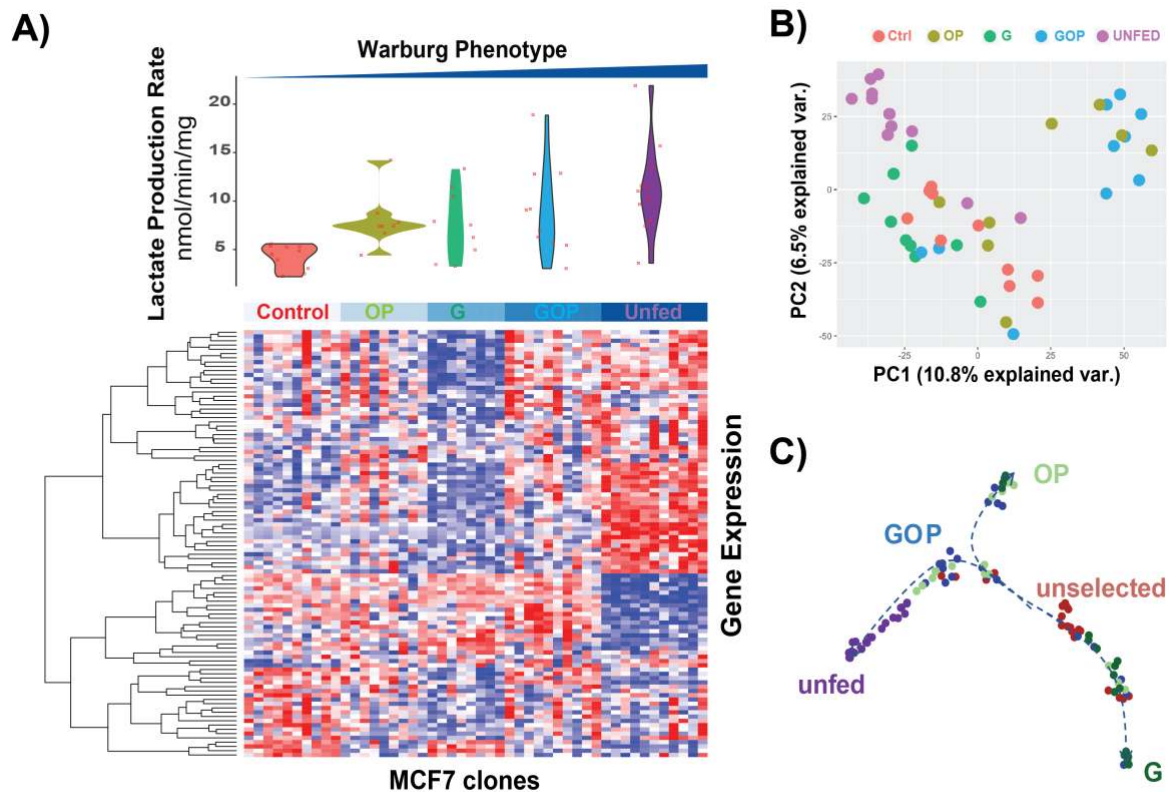 A)
Warburg Phenotype
Lactate Production Rate
nmol/min/mg
20
15
10
5
Control OP G GOP Unfed
Gene Expression
MCF7 clones
B)
Ctrl OP G GOP UNFED
PC2 (6.5% explained var.)
25
0
-25
-50
-25 0 25 50
PC1 (10.8% explained var.)
C)
OP
GOP
unselected
unfed
G